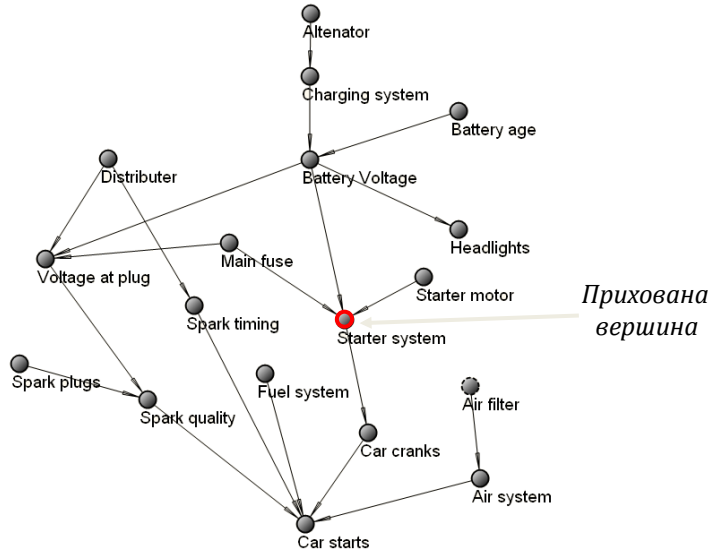 Altenator
Charging system
Battery age
Distributer
Battery Voltage
Headlights
Main fuse
Voltage at plug
Starter motor
Прихована
вершина
Spark timing
Starter system
Spark plugs
Fuel system
Air filter
Spark quality
Car cranks
Air system
Car starts